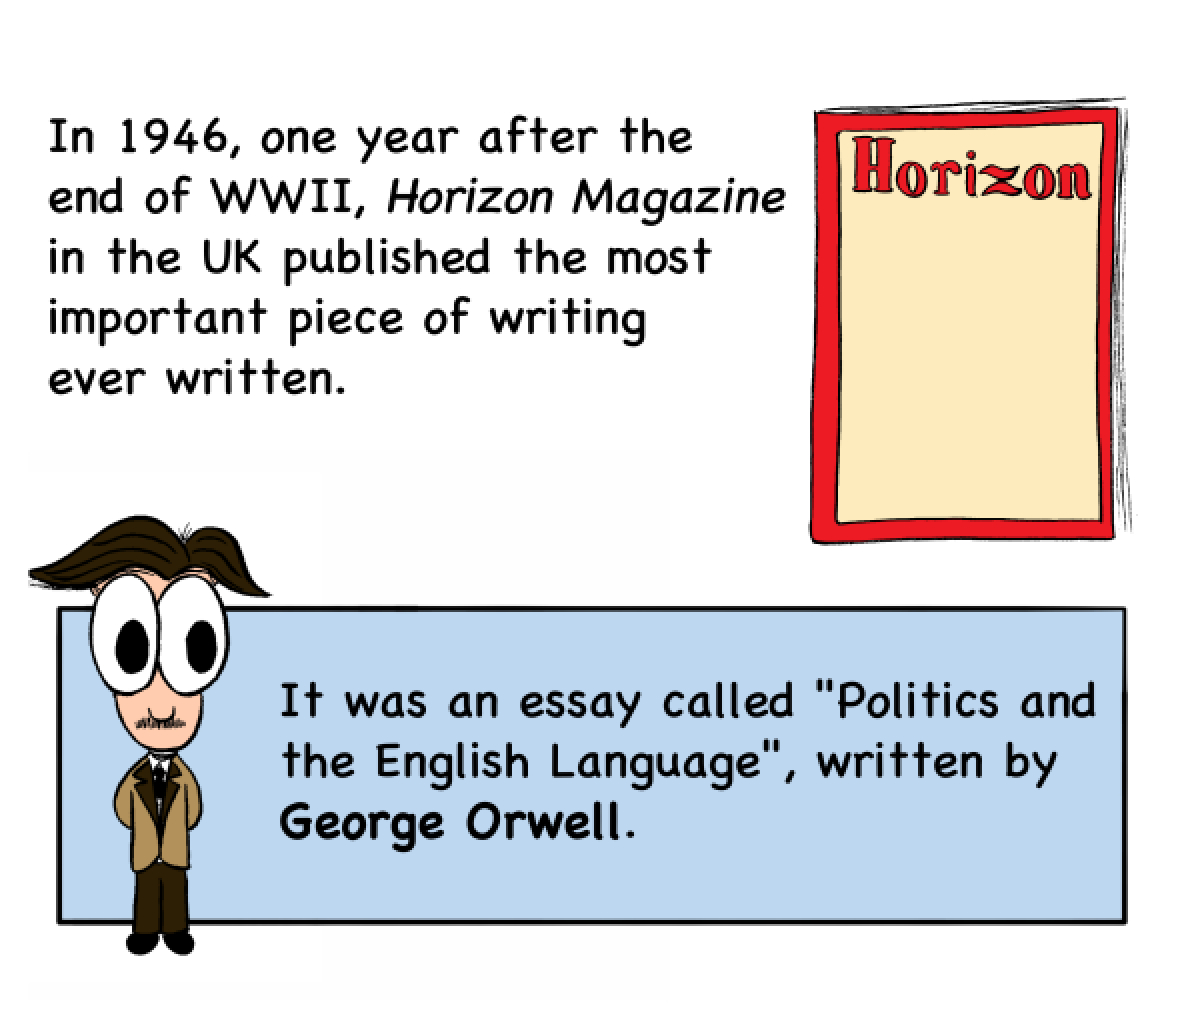 In 1946, one year after the
end of WWII, Horizon Magazine
in the UK published the most
important piece of writing
ever written.
Horizon
It was an essay called "Politics and
the English Language", written by
George Orwell.